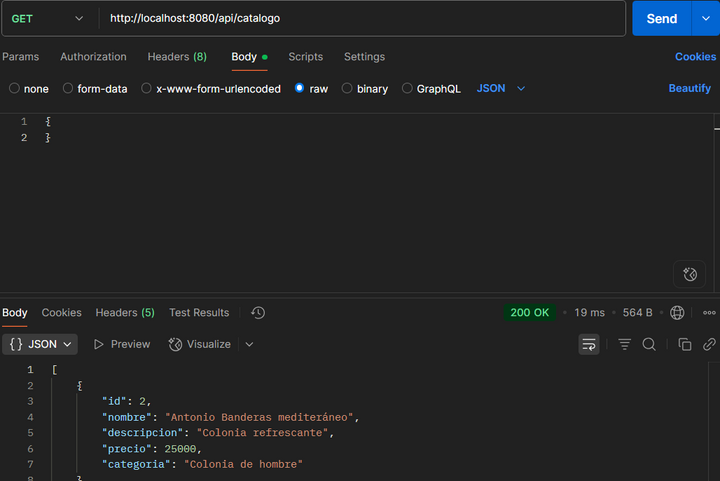 GET http://localhost:8080/api/catalogo Send
Params Authorization Headers (8) Body Scripts Settings Cookies
none form-data x-www-form-urlencoded raw binary GraphQL JSON Beautify
1 {
2 }
Body Cookies Headers (5) Test Results 200 OK • 19 ms • 564 B
{} JSON Preview Visualize
1 [
2 {
3 "id": 2,
4 "nombre": "Antonio Banderas mediteráneo",
5 "descripcion": "Colonia refrescante",
6 "precio": 25000,
7 "categoria": "Colonia de hombre"
8 }